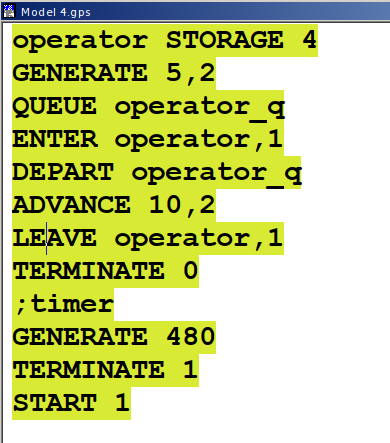 Model 4.gps
operator STORAGE 4
GENERATE 5,2
QUEUE operator_q
ENTER operator,1
DEPART operator_q
ADVANCE 10,2
LEAVE operator,1
TERMINATE 0
;timer
GENERATE 480
TERMINATE 1
START 1